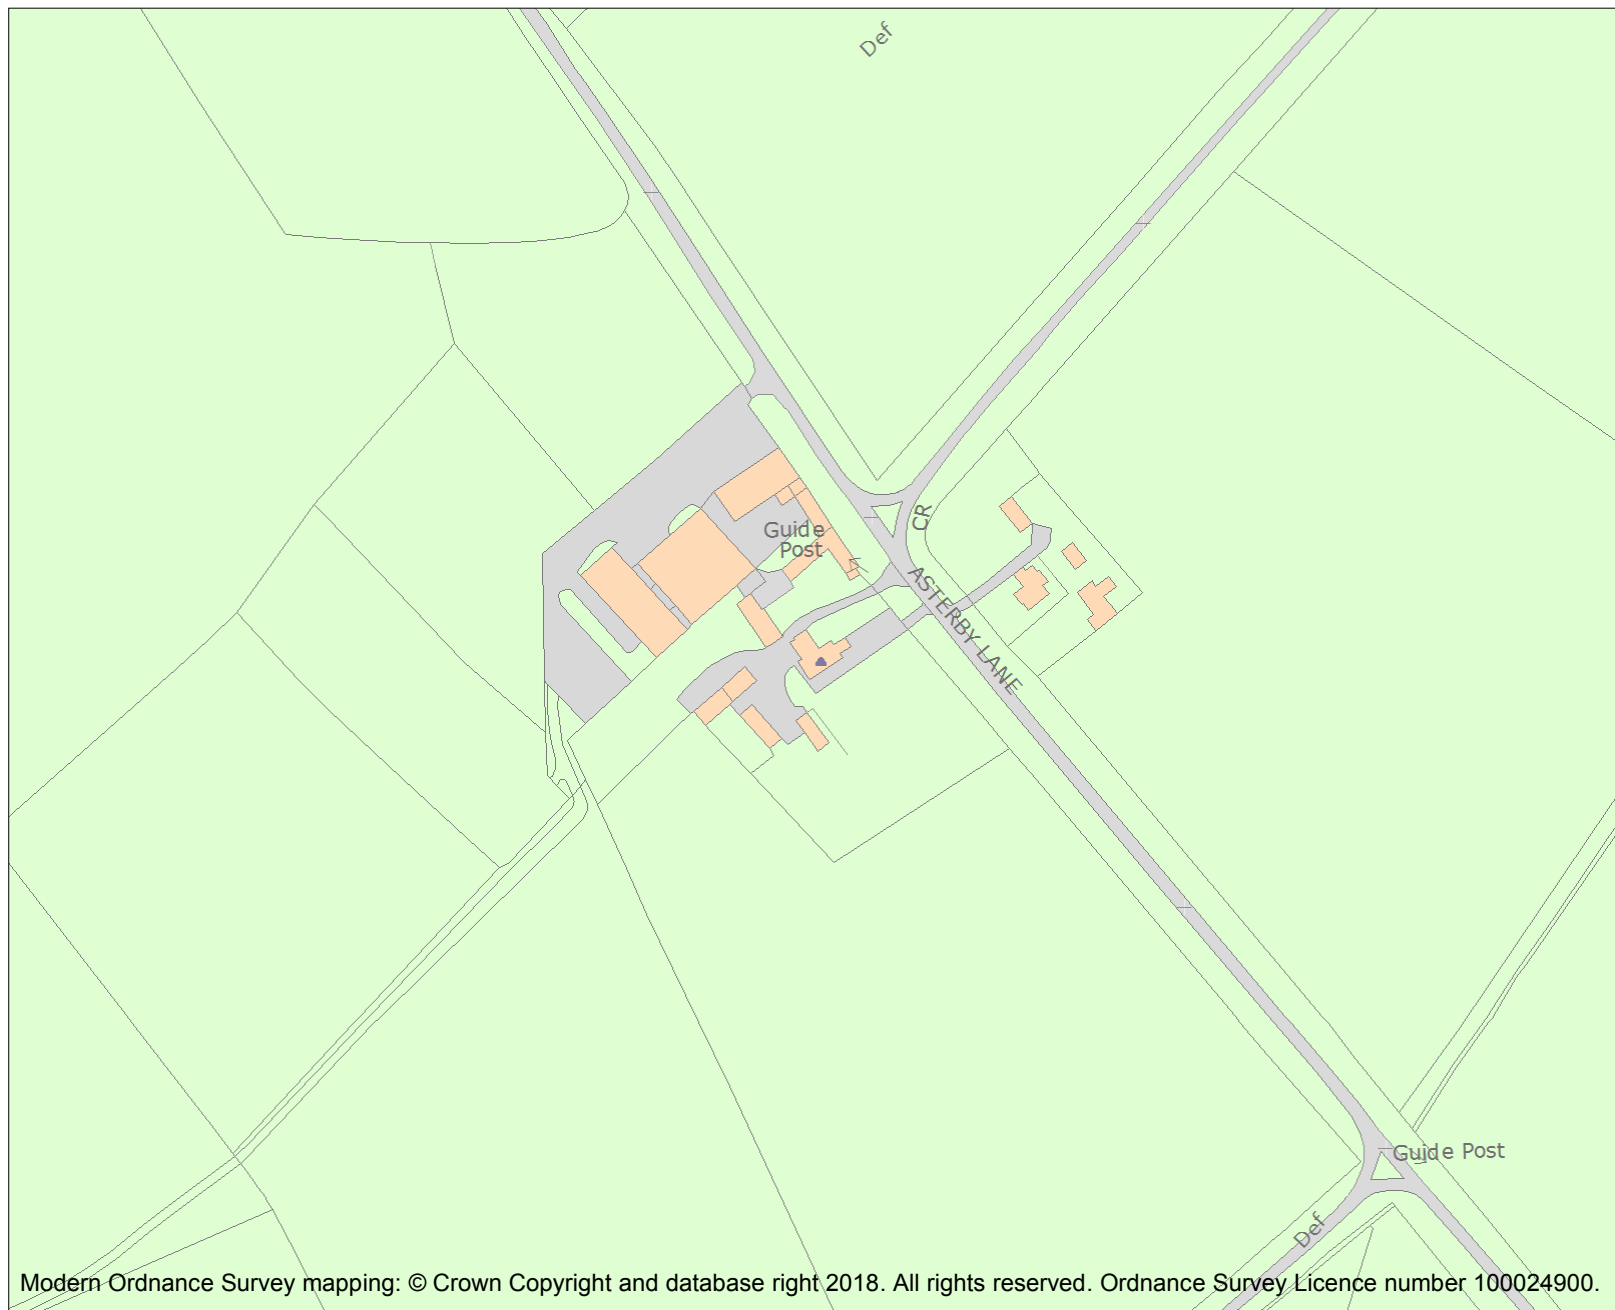 Def
CR
Guide
Post
ASTERBY LANE
Guide Post
Def
Modern Ordnance Survey mapping: © Crown Copyright and database right 2018. All rights reserved. Ordnance Survey Licence number 100024900.